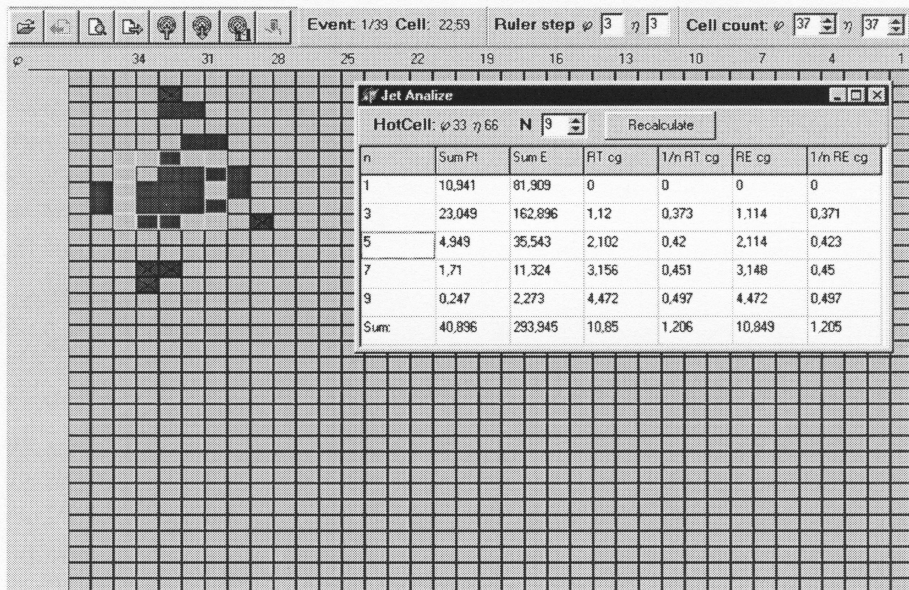 Event: 1/39 Cell: 22:59 Ruler step φ 3 η 3 Cell count: φ 37 η 37
φ 34 31 28 25 22 19 16 13 10 7 4 1
Jet Analize
HotCell: φ 33 η 66 N 9 Recalculate
n Sum Pt Sum E RT cg 1/n RT cg RE cg 1/n RE cg
1 10,941 81,909 0 0 0 0
3 23,049 162,896 1,12 0,373 1,114 0,371
5 4,949 35,543 2,102 0,42 2,114 0,423
7 1,71 11,324 3,156 0,451 3,148 0,45
9 0,247 2,273 4,472 0,497 4,472 0,497
Sum: 40,896 293,945 10,85 1,206 10,849 1,205